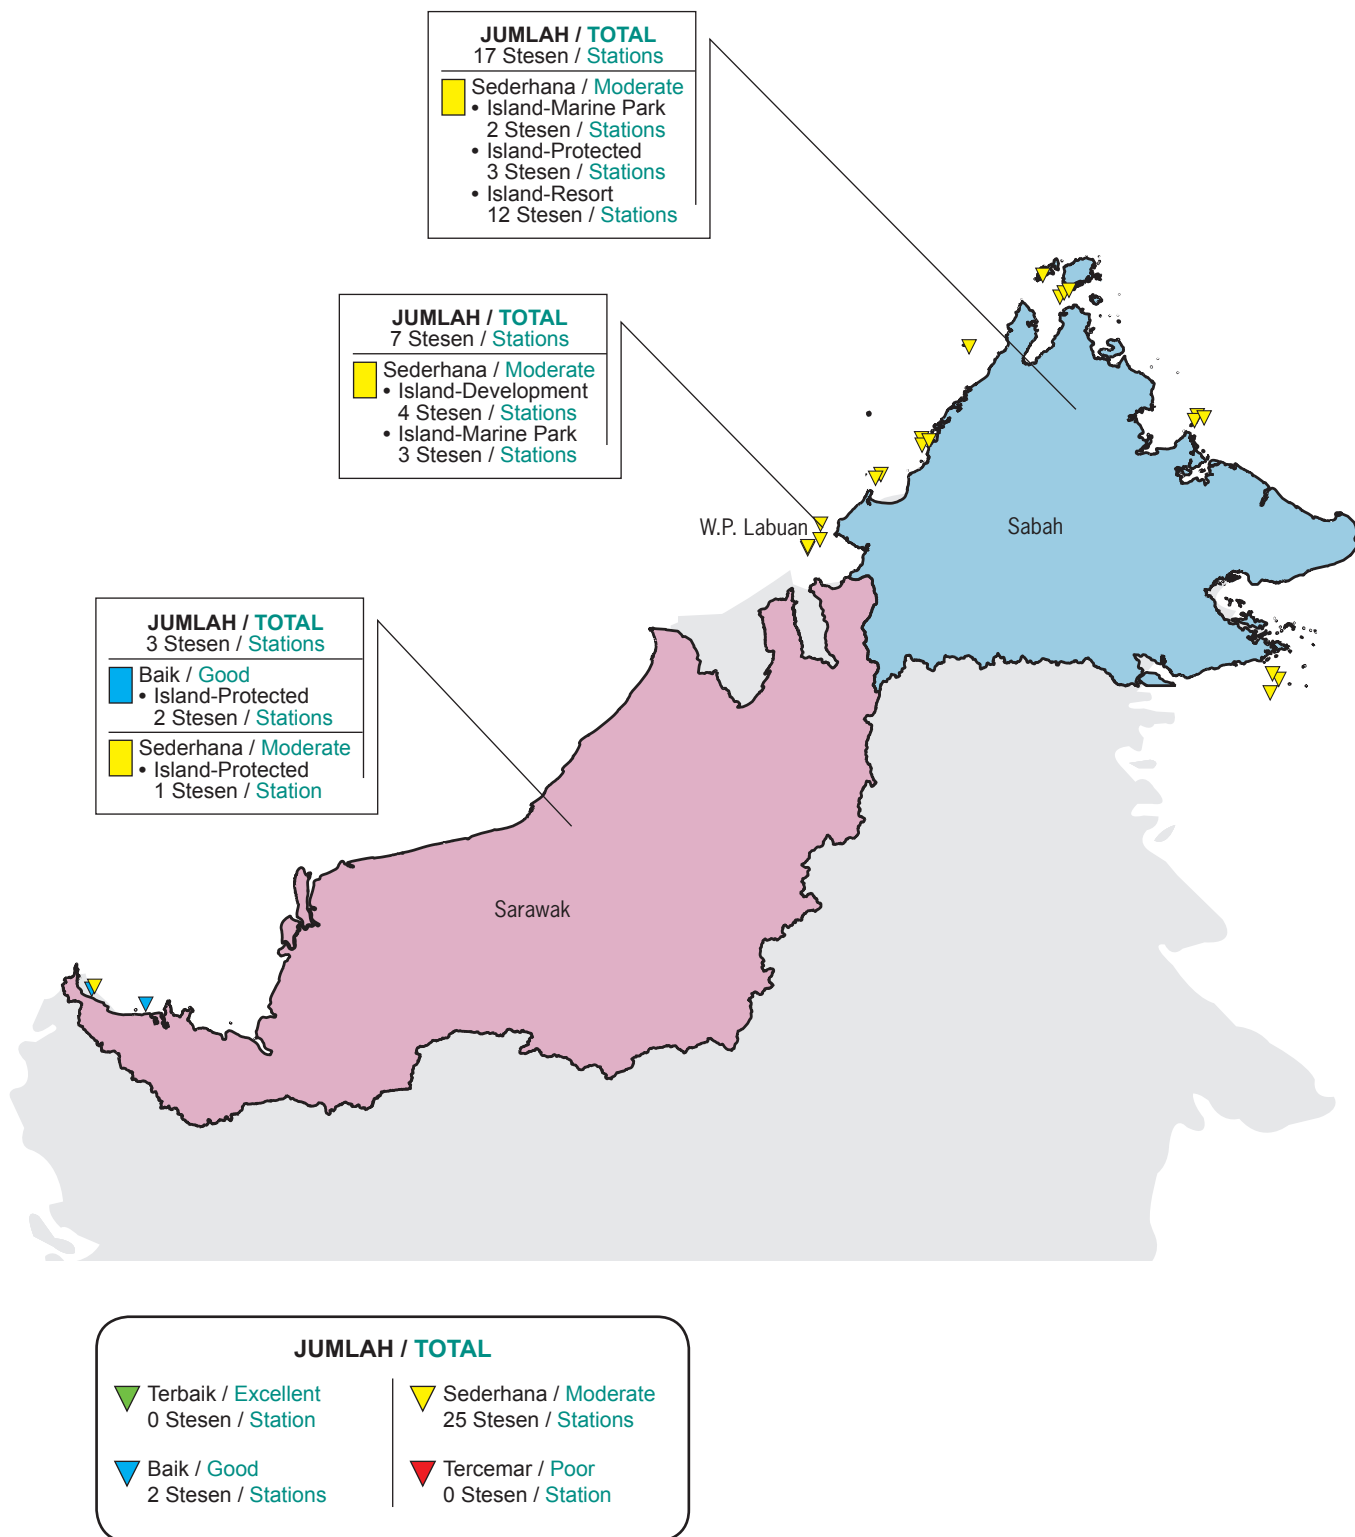 JUMLAH / TOTAL
17 Stesen / Stations
Sederhana / Moderate
• Island-Marine Park
2 Stesen / Stations
• Island-Protected
3 Stesen / Stations
• Island-Resort
12 Stesen / Stations
JUMLAH / TOTAL
7 Stesen / Stations
Sederhana / Moderate
• Island-Development
4 Stesen / Stations
• Island-Marine Park
3 Stesen / Stations
W.P. Labuan
Sabah
JUMLAH / TOTAL
3 Stesen / Stations
Baik / Good
• Island-Protected
2 Stesen / Stations
Sederhana / Moderate
• Island-Protected
1 Stesen / Station
Sarawak
JUMLAH / TOTAL
Terbaik / Excellent
0 Stesen / Station
Baik / Good
2 Stesen / Stations
Sederhana / Moderate
25 Stesen / Stations
Tercemar / Poor
0 Stesen / Station